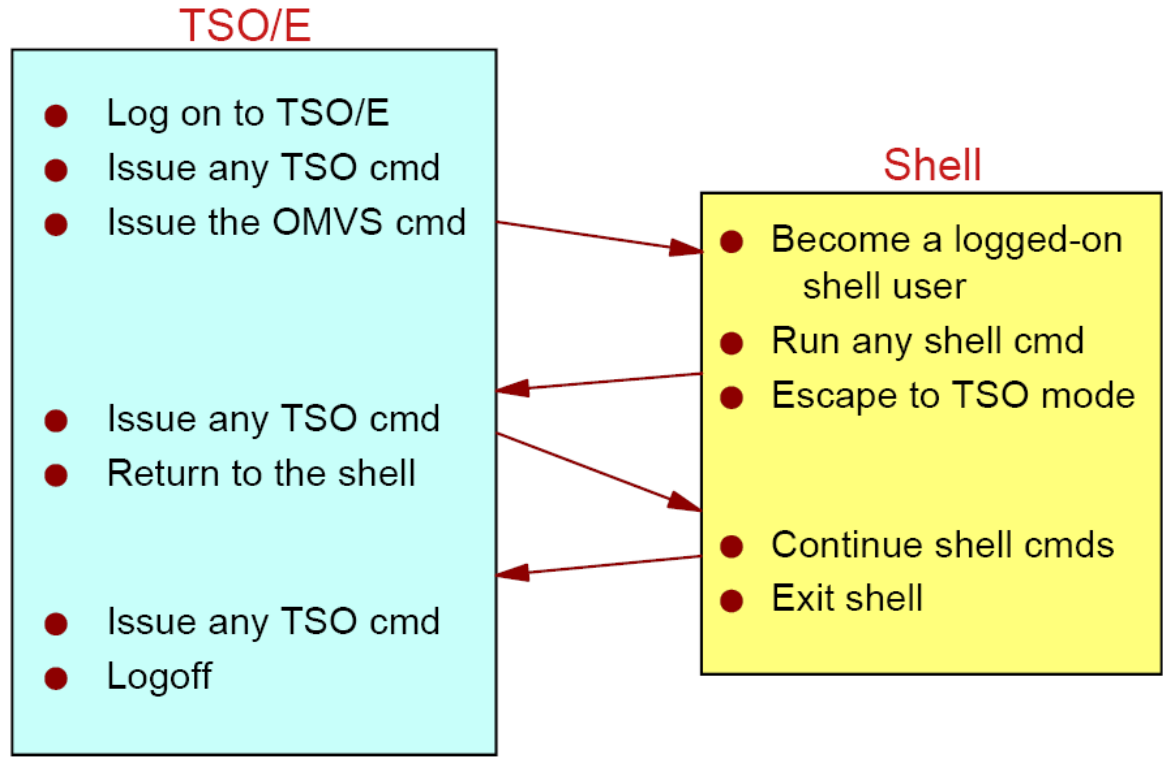 TSO/E
Log on to TSO/E
Issue any TSO cmd
Issue the OMVS cmd
Issue any TSO cmd
Return to the shell
Issue any TSO cmd
Logoff
Shell
Become a logged-on
shell user
Run any shell cmd
Escape to TSO mode
Continue shell cmds
Exit shell